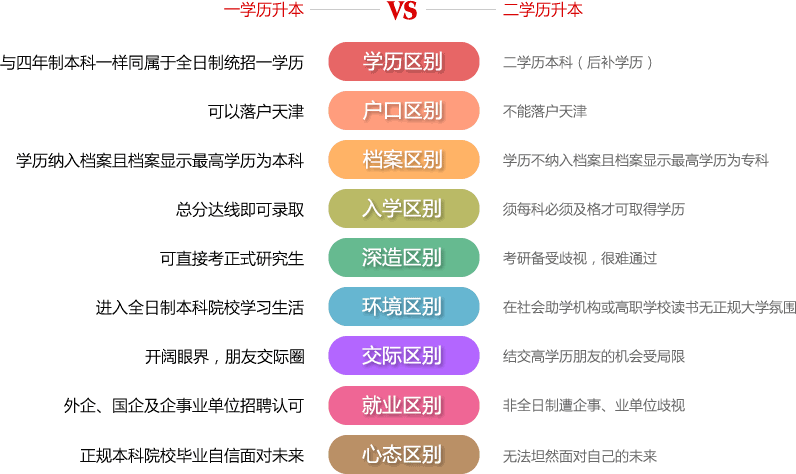 一学历升本 VS 二学历升本
与四年制本科一样同属于全日制统招一学历 学历区别 二学历本科（后补学历）
可以落户天津 户口区别 不能落户天津
学历纳入档案且档案显示最高学历为本科 档案区别 学历不纳入档案且档案显示最高学历为专科
总分达线即可录取 入学区别 须每科必须及格才可取得学历
可直接考正式研究生 深造区别 考研备受歧视，很难通过
进入全日制本科院校学习生活 环境区别 在社会助学机构或高职学校读书无正规大学氛围
开阔眼界，朋友交际圈 交际区别 结交高学历朋友的机会受局限
外企、国企及企事业单位招聘认可 就业区别 非全日制遭企事、业单位歧视
正规本科院校毕业自信面对未来 心态区别 无法坦然面对自己的未来